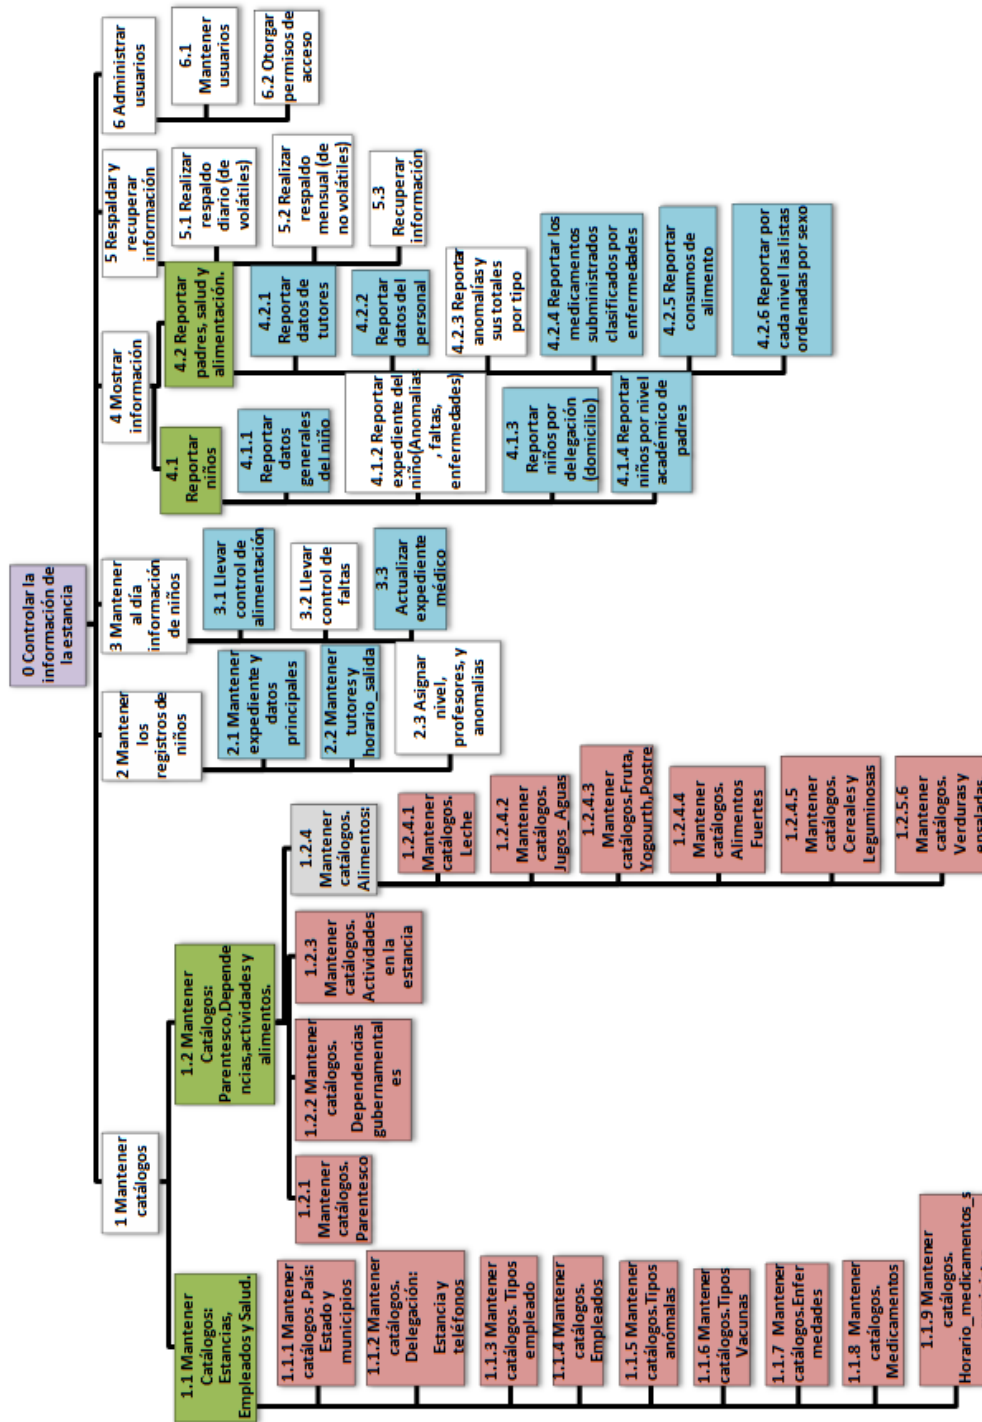 0 Controlar la
información de
la estancia
1 Mantener
catálogos
1.1 Mantener
Catálogos:
Estancias,
Empleados y Salud.
1.1.1 Mantener
catálogos.País:
Estado y
municipios
1.1.2 Mantener
catálogos.
Delegación:
Estancia y
teléfonos
1.1.3 Mantener
catálogos. Tipos
empleado
1.1.4 Mantener
catálogos.
Empleados
1.1.5 Mantener
catálogos.Tipos
anómalas
1.1.6 Mantener
catálogos.Tipos
Vacunas
1.1.7 Mantener
catálogos.Enfer
medades
1.1.8 Mantener
catálogos.
Medicamentos
1.1.9 Mantener
catálogos.
Horario_medicamentos_s
1.2 Mantener
Catálogos:
Parentesco,Depende
ncias,actividades y
alimentos.
1.2.1
Mantener
catálogos.
Parentesco
1.2.2 Mantener
catálogos.
Dependencias
gubernamental
es
1.2.3
Mantener
catálogos.
Actividades
en la
estancia
1.2.4
Mantener
catálogos.
Alimentos:
1.2.4.1
Mantener
catálogos.
Leche
1.2.4.2
Mantener
catálogos.
Jugos_Aguas
1.2.4.3
Mantener
catálogos.Fruta,
Yogourth,Postre
1.2.4.4
Mantener
catálogos.
Alimentos
Fuertes
1.2.4.5
Mantener
catálogos.
Cereales y
Leguminosas
1.2.5.6
Mantener
catálogos.
Verduras y
ensaladas
2 Mantener
los
registros de
niños
2.1 Mantener
expediente y
datos
principales
2.2 Mantener
tutores y
horario_salida
2.3 Asignar
nivel,
profesores, y
anomalias
3 Mantener
al día
información
de niños
3.1 Llevar
control de
alimentación
3.2 Llevar
control de
faltas
3.3
Actualizar
expediente
médico
4 Mostrar
información
4.1
Reportar
niños
4.1.1
Reportar
datos
generales
del niño
4.1.2 Reportar
expediente del
niño(Anomalias
, faltas,
enfermedades)
4.1.3
Reportar
niños por
delegación
(domicilio)
4.1.4 Reportar
niños por nivel
académico de
padres
4.2 Reportar
padres, salud y
alimentación.
4.2.1
Reportar
datos de
tutores
4.2.2
Reportar
datos del
personal
4.2.3 Reportar
anomalías y
sus totales
por tipo
4.2.4 Reportar los
medicamentos
subministrados
clasificados por
enfermedades
4.2.5 Reportar
consumos de
alimento
4.2.6 Reportar por
cada nivel las listas
ordenadas por sexo
5 Respaldar y
recuperar
información
5.1 Realizar
respaldo
diario (de
volátiles)
5.2 Realizar
respaldo
mensual (de
no volátiles)
5.3
Recuperar
información
6 Administrar
usuarios
6.1
Mantener
usuarios
6.2 Otorgar
permisos de
acceso